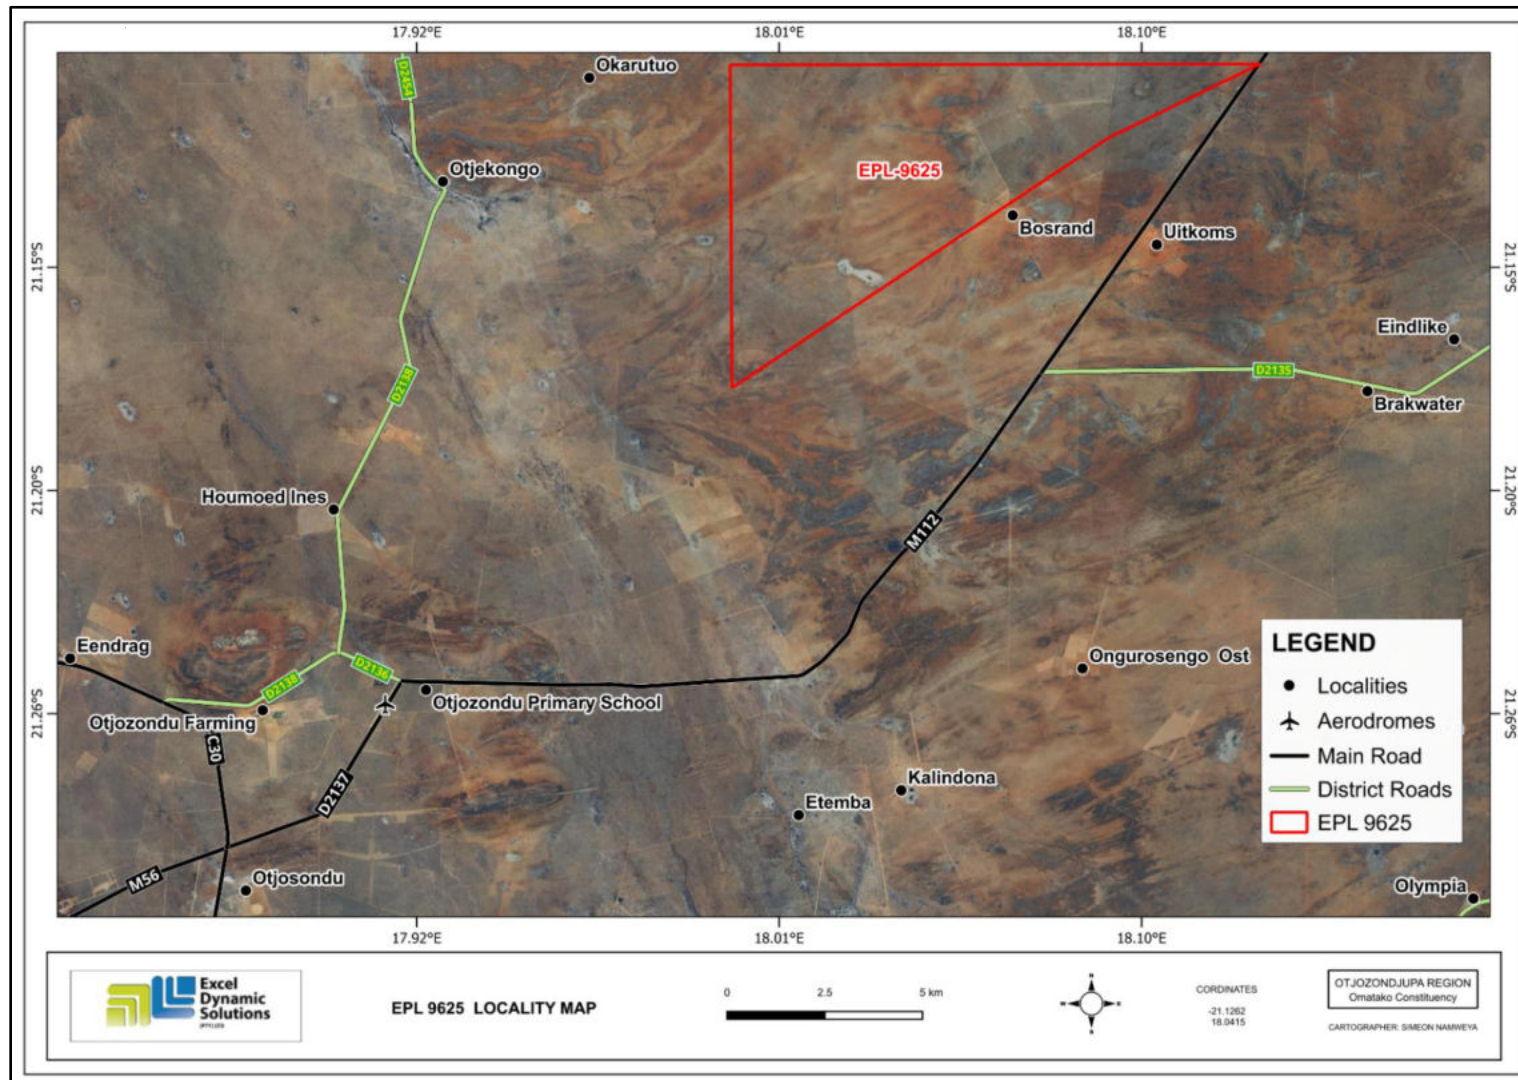 17.92°E
18.01°E
18.10°E
D2454
Okarutuo
Otjekongo
EPL-9625
Bosrand
Uitkoms
21.15°S
21.15°S
Eindlike
D2138
D2135
Brakwater
Houmoed Ines
21.20°S
21.20°S
M112
Eendrag
D2136
Ongurosengo Ost
D2138
Otjozondu Primary School
Otjozondu Farming
21.26°S
21.26°S
C30
D2137
Kalindona
Etemba
M56
Otjosondu
Olympia
LEGEND
Localities
Aerodromes
Main Road
District Roads
EPL 9625
17.92°E
18.01°E
18.10°E
Excel
Dynamic
Solutions
(PTY) LTD
EPL 9625 LOCALITY MAP
0 2.5 5 km
N
W E
S
CORDINATES
-21.1262
18.0415
OTJOZONDJUPA REGION
Omatako Constituency
CARTOGRAPHER: SIMEON NAMWEYA